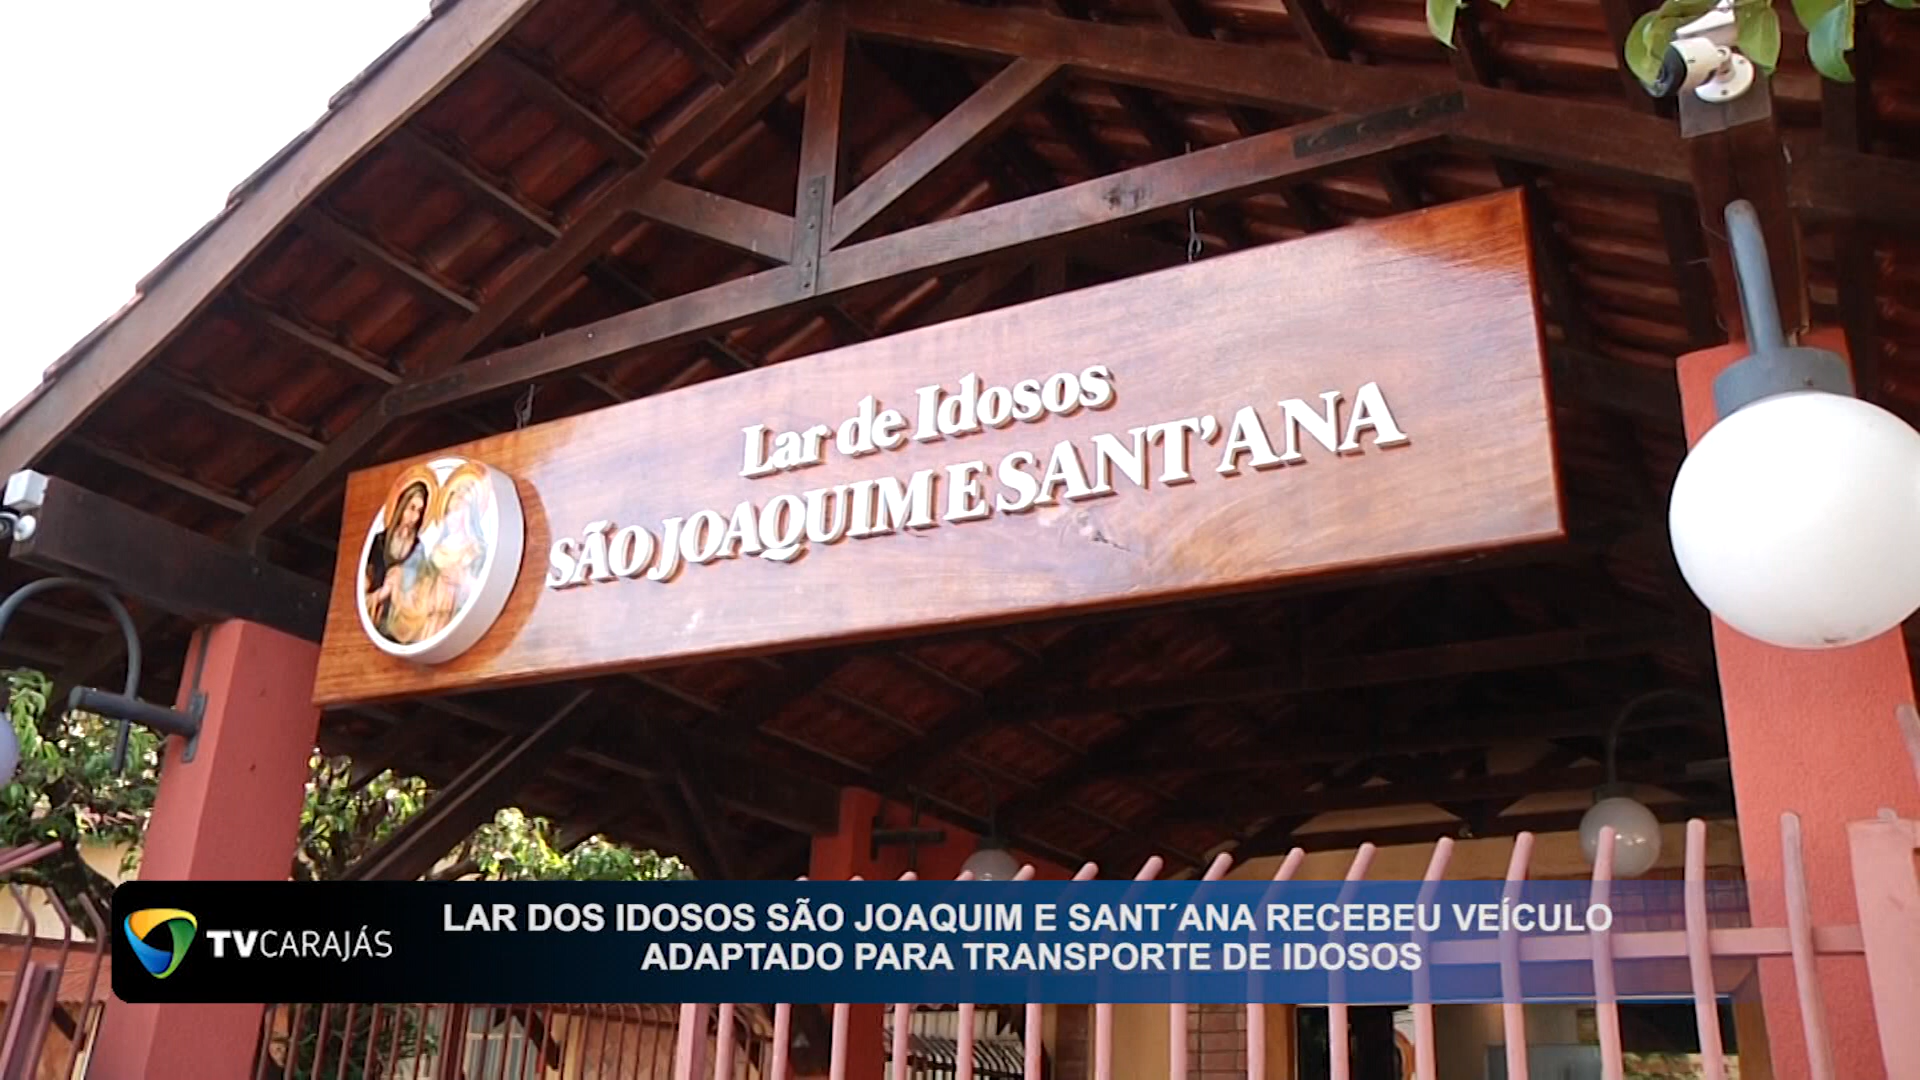 Lar de Idosos
SÃO JOAQUIM E SANT'ANA
TVCARAJÁS
LAR DOS IDOSOS SÃO JOAQUIM E SANT´ANA RECEBEU VEÍCULO
ADAPTADO PARA TRANSPORTE DE IDOSOS